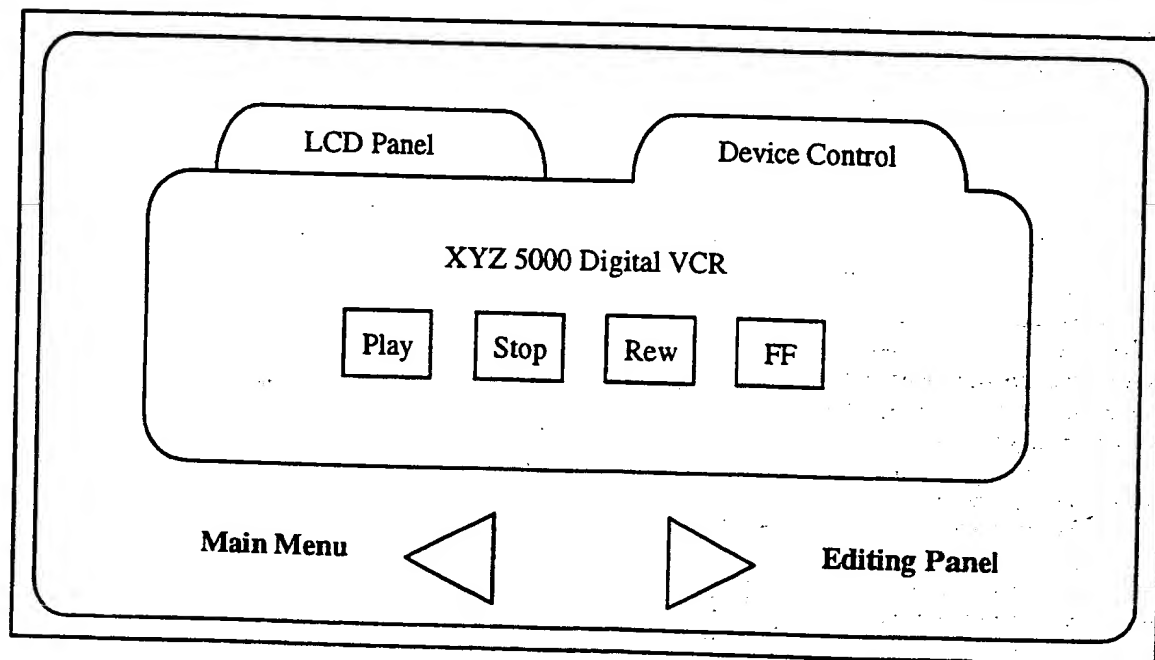 LCD Panel
Device Control
XYZ 5000 Digital VCR
Play Stop Rew FF
Main Menu
Editing Panel